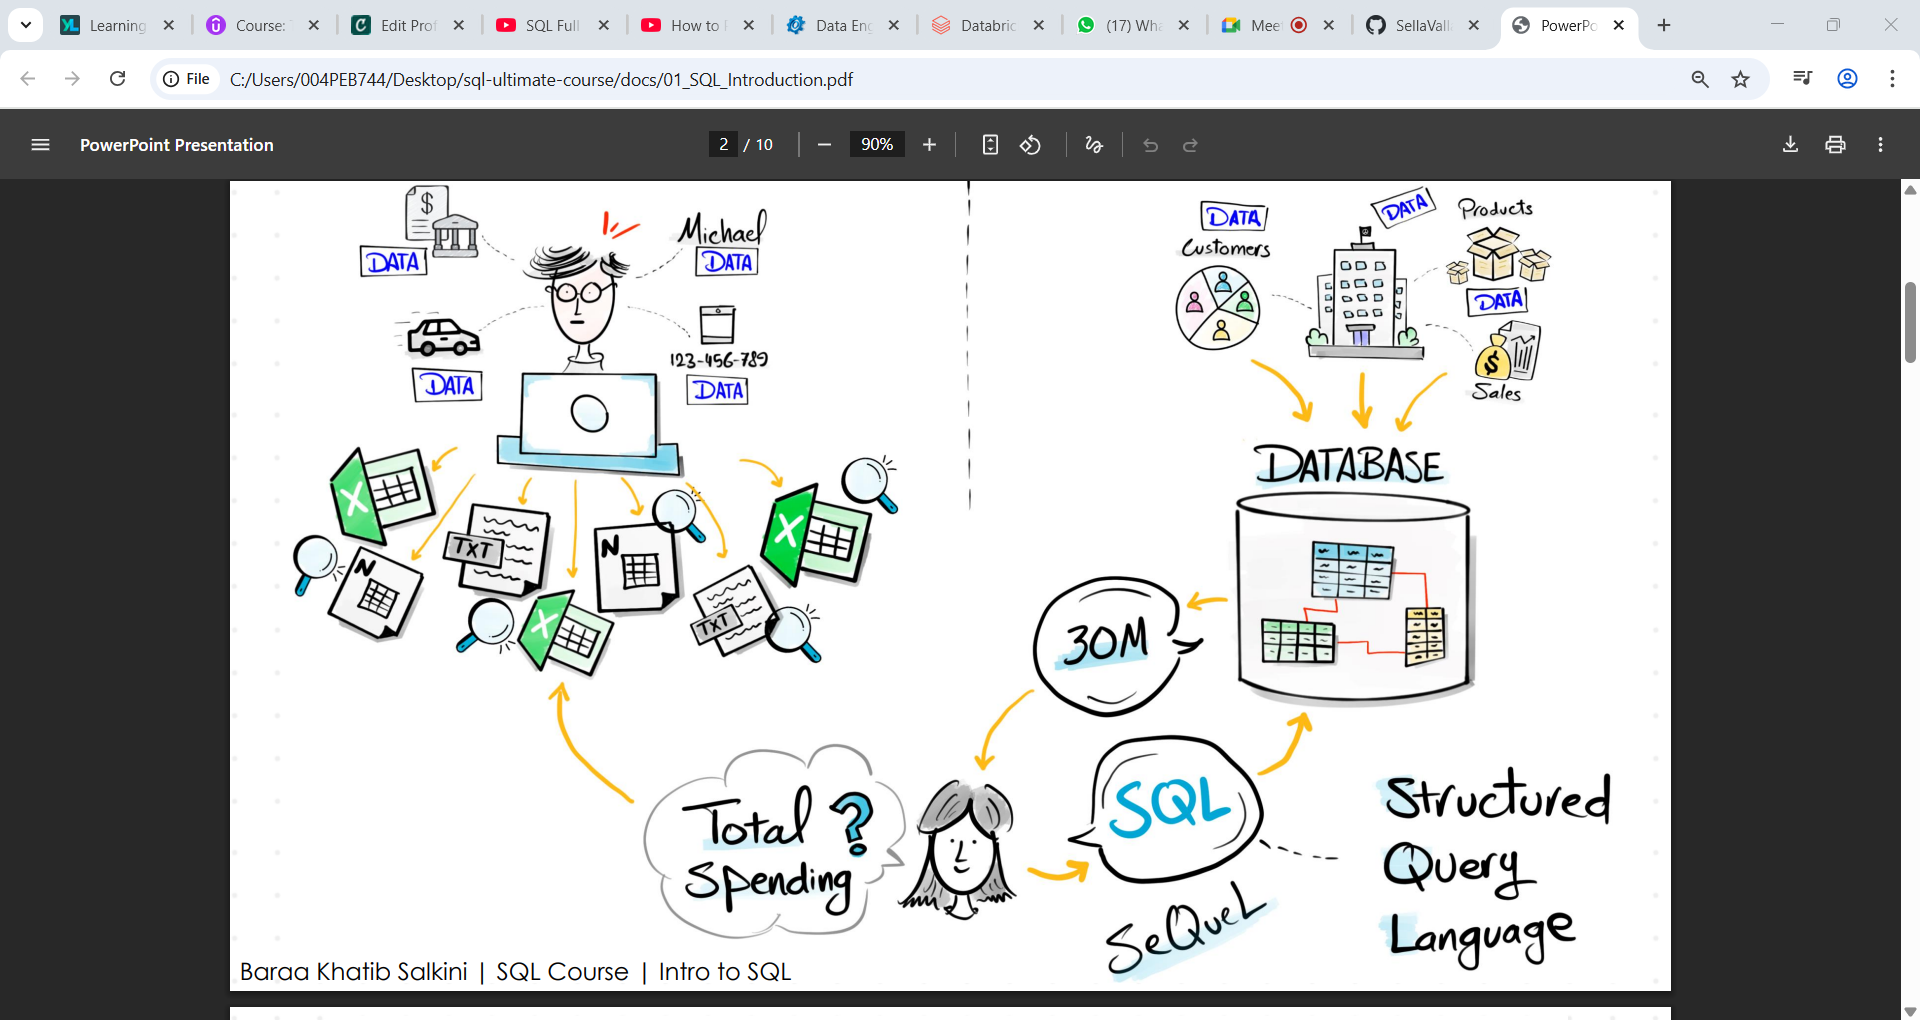 Learning
Course:
Edit Prof
SQL Full
How to
Data Eng
Databric
(17) Wha
Meet
SellaValla
PowerPo
File
C:/Users/004PEB744/Desktop/sql-ultimate-course/docs/01_SQL_Introduction.pdf
PowerPoint Presentation
2 / 10
90%
$
DATA
Michael
DATA
DATA
123-456-789
DATA
DATA
Customers
DATA
Products
DATA
$
Sales
DATABASE
X
TXT
N
X
N
X
TXT
30M
Total ?
Spending
SQL
SeQueL
Structured
Query
Language
Baraa Khatib Salkini | SQL Course | Intro to SQL